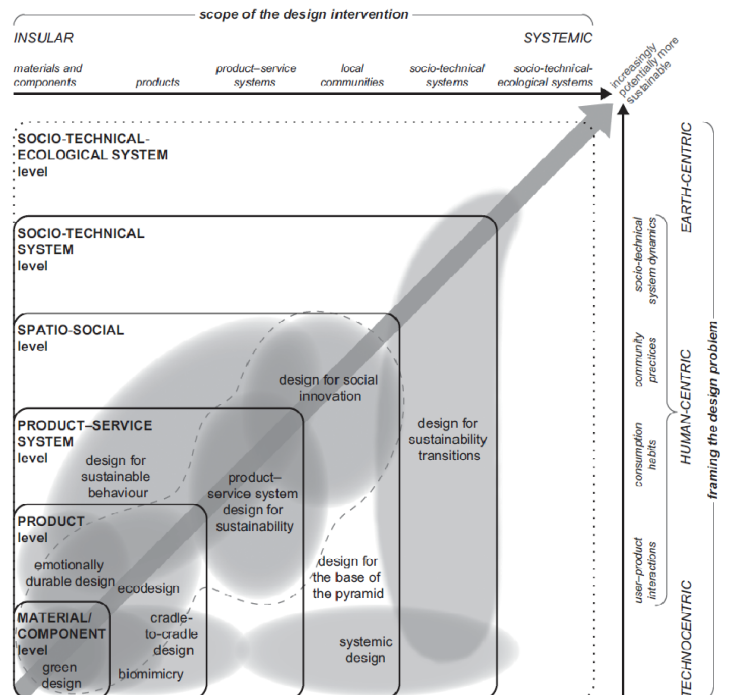 scope of the design intervention
INSULAR
SYSTEMIC
materials and
components
products
product–service
systems
local
communities
socio-technical
systems
socio-technical-
ecological systems
increasingly
potentially more
sustainable
SOCIO-TECHNICAL-
ECOLOGICAL SYSTEM
level
SOCIO-TECHNICAL
SYSTEM
level
SPATIO-SOCIAL
level
design for social
innovation
PRODUCT–SERVICE
SYSTEM
level
design for
sustainable
behaviour
product–
service system
design for
sustainability
design for
sustainability
transitions
PRODUCT
level
emotionally
durable design
ecodesign
design for
the base of
the pyramid
MATERIAL/
COMPONENT
level
green
design
cradle-
to-cradle
design
biomimicry
systemic
design
socio-technical
system dynamics
community
practices
consumption
habits
user–product
interactions
EARTH-CENTRIC
HUMAN-CENTRIC
TECHNOCENTRIC
framing the design problem